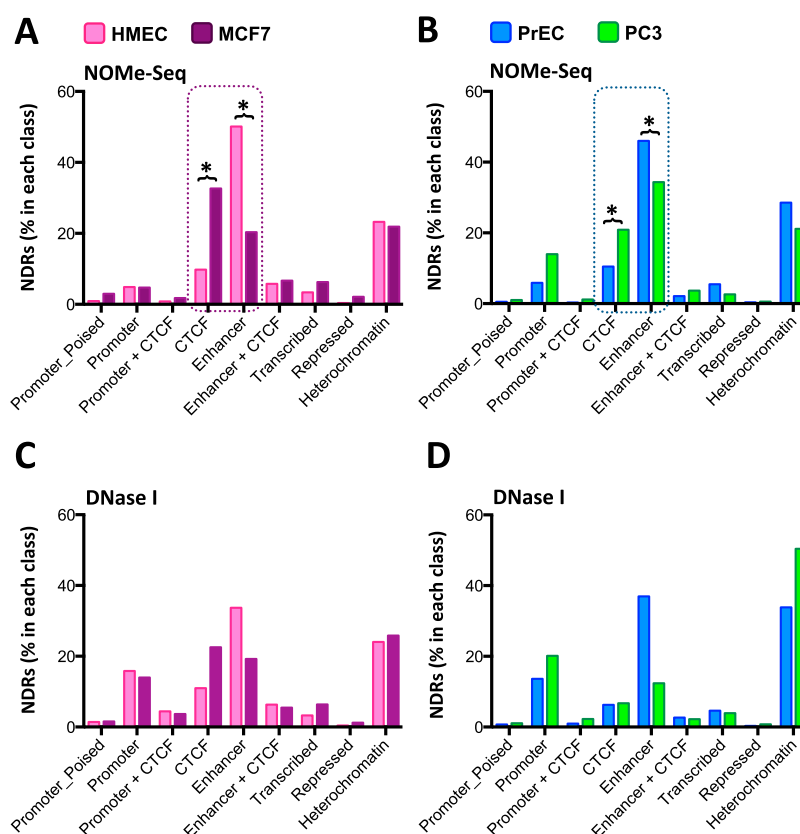 A
HMEC
MCF7
NOMe-Seq
NDRs (% in each class)
60
40
20
0
*
*
Promoter_Poised
Promoter
Promoter + CTCF
CTCF
Enhancer
Enhancer + CTCF
Transcribed
Repressed
Heterochromatin
B
PrEC
PC3
NOMe-Seq
NDRs (% in each class)
60
40
20
0
*
*
Promoter_Poised
Promoter
Promoter + CTCF
CTCF
Enhancer
Enhancer + CTCF
Transcribed
Repressed
Heterochromatin
C
DNase I
NDRs (% in each class)
60
40
20
0
Promoter_Poised
Promoter
Promoter + CTCF
CTCF
Enhancer
Enhancer + CTCF
Transcribed
Repressed
Heterochromatin
D
DNase I
NDRs (% in each class)
60
40
20
0
Promoter_Poised
Promoter
Promoter + CTCF
CTCF
Enhancer
Enhancer + CTCF
Transcribed
Repressed
Heterochromatin